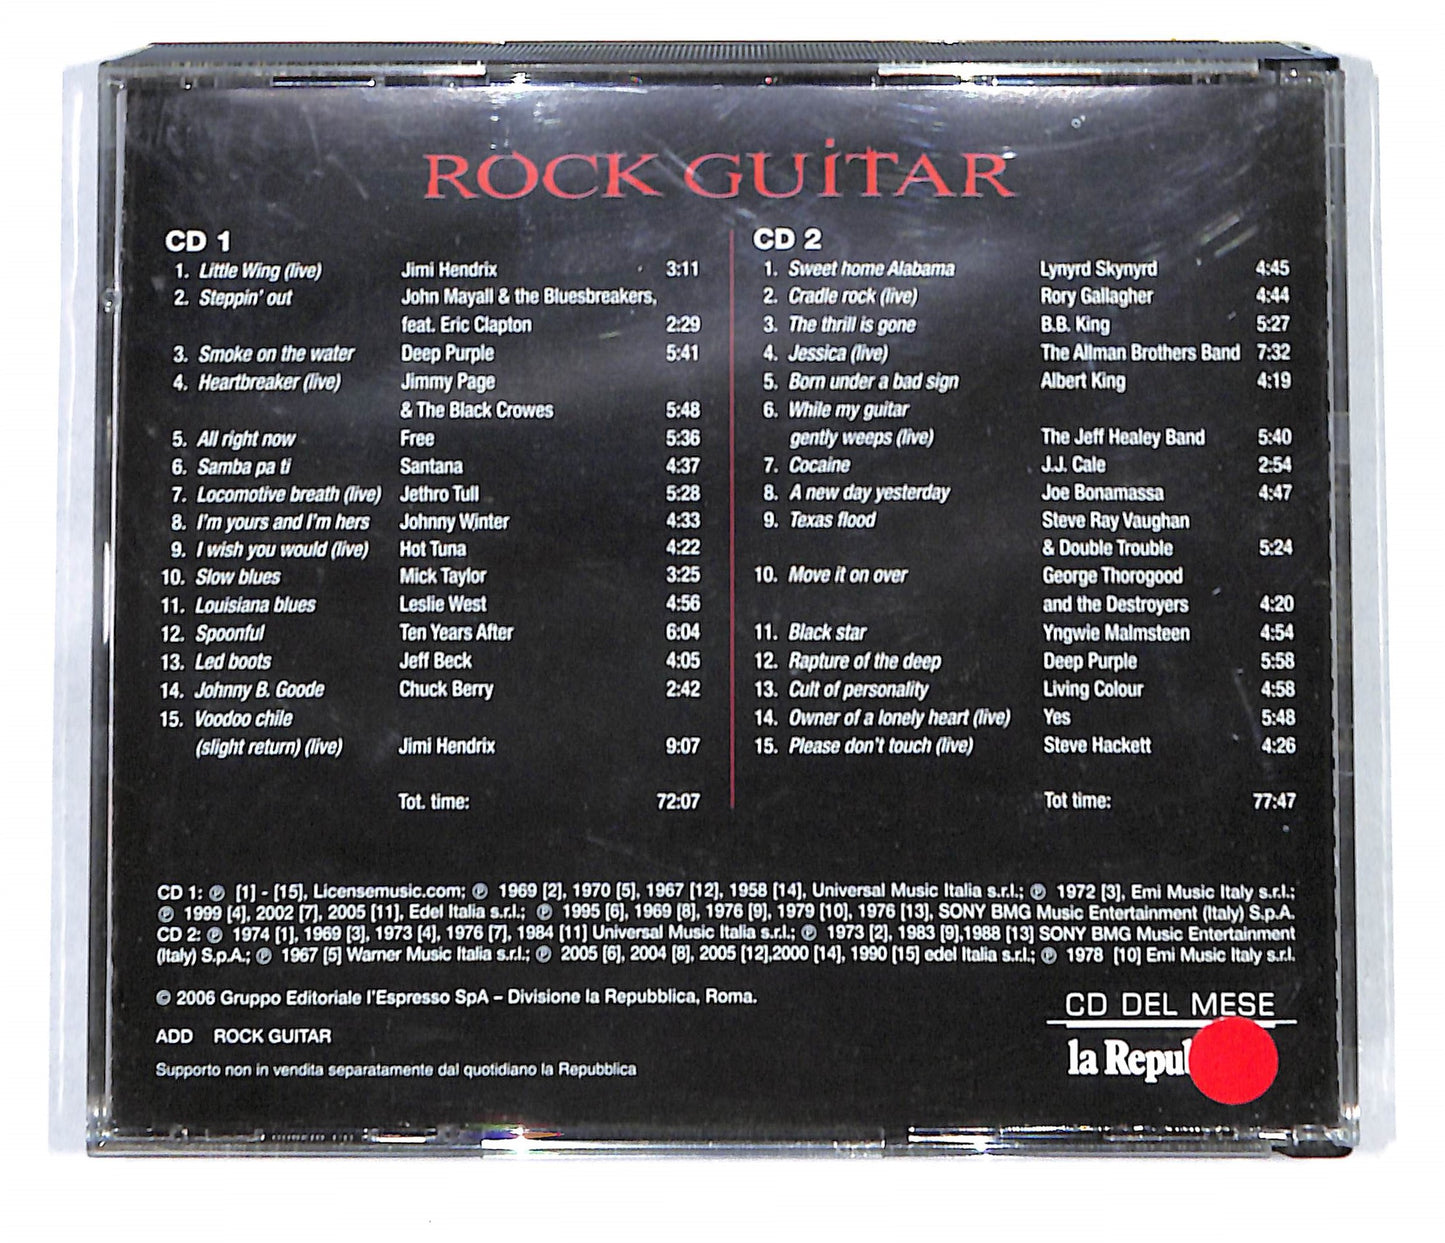 ROCK GUITAR
CD 1
1. Little Wing (live) Jimi Hendrix 3:11
2. Steppin' out John Mayall & the Bluesbreakers,
feat. Eric Clapton 2:29
3. Smoke on the water Deep Purple 5:41
4. Heartbreaker (live) Jimmy Page
& The Black Crowes 5:48
5. All right now Free 5:36
6. Samba pa ti Santana 4:37
7. Locomotive breath (live) Jethro Tull 5:28
8. I'm yours and I'm hers Johnny Winter 4:33
9. I wish you would (live) Hot Tuna 4:22
10. Slow blues Mick Taylor 3:25
11. Louisiana blues Leslie West 4:56
12. Spoonful Ten Years After 6:04
13. Led boots Jeff Beck 4:05
14. Johnny B. Goode Chuck Berry 2:42
15. Voodoo chile
(slight return) (live) Jimi Hendrix 9:07
Tot. time: 72:07
CD 2
1. Sweet home Alabama Lynyrd Skynyrd 4:45
2. Cradle rock (live) Rory Gallagher 4:44
3. The thrill is gone B.B. King 5:27
4. Jessica (live) The Allman Brothers Band 7:32
5. Born under a bad sign Albert King 4:19
6. While my guitar
gently weeps (live) The Jeff Healey Band 5:40
7. Cocaine J.J. Cale 2:54
8. A new day yesterday Joe Bonamassa 4:47
9. Texas flood Steve Ray Vaughan
& Double Trouble 5:24
10. Move it on over George Thorogood
and the Destroyers 4:20
11. Black star Yngwie Malmsteen 4:54
12. Rapture of the deep Deep Purple 5:58
13. Cult of personality Living Colour 4:58
14. Owner of a lonely heart (live) Yes 5:48
15. Please don't touch (live) Steve Hackett 4:26
Tot time: 77:47
CD 1: ℗ [1] - [15], Licensemusic.com; ℗ 1969 [2], 1970 [5], 1967 [12], 1958 [14], Universal Music Italia s.r.l.; ℗ 1972 [3], Emi Music Italy s.r.l.;
℗ 1999 [4], 2002 [7], 2005 [11], Edel Italia s.r.l.; ℗ 1995 [6], 1969 [8], 1976 [9], 1979 [10], 1976 [13], SONY BMG Music Entertainment (Italy) S.p.A.
CD 2: ℗ 1974 [1], 1969 [3], 1973 [4], 1976 [7], 1984 [11] Universal Music Italia s.r.l.; ℗ 1973 [2], 1983 [9],1988 [13] SONY BMG Music Entertainment
(Italy) S.p.A.; ℗ 1967 [5] Warner Music Italia s.r.l.; ℗ 2005 [6], 2004 [8], 2005 [12],2000 [14], 1990 [15] edel Italia s.r.l.; ℗ 1978 [10] Emi Music Italy s.r.l.
© 2006 Gruppo Editoriale l'Espresso SpA – Divisione la Repubblica, Roma.
ADD ROCK GUITAR
Supporto non in vendita separatamente dal quotidiano la Repubblica
CD DEL MESE
la Repu